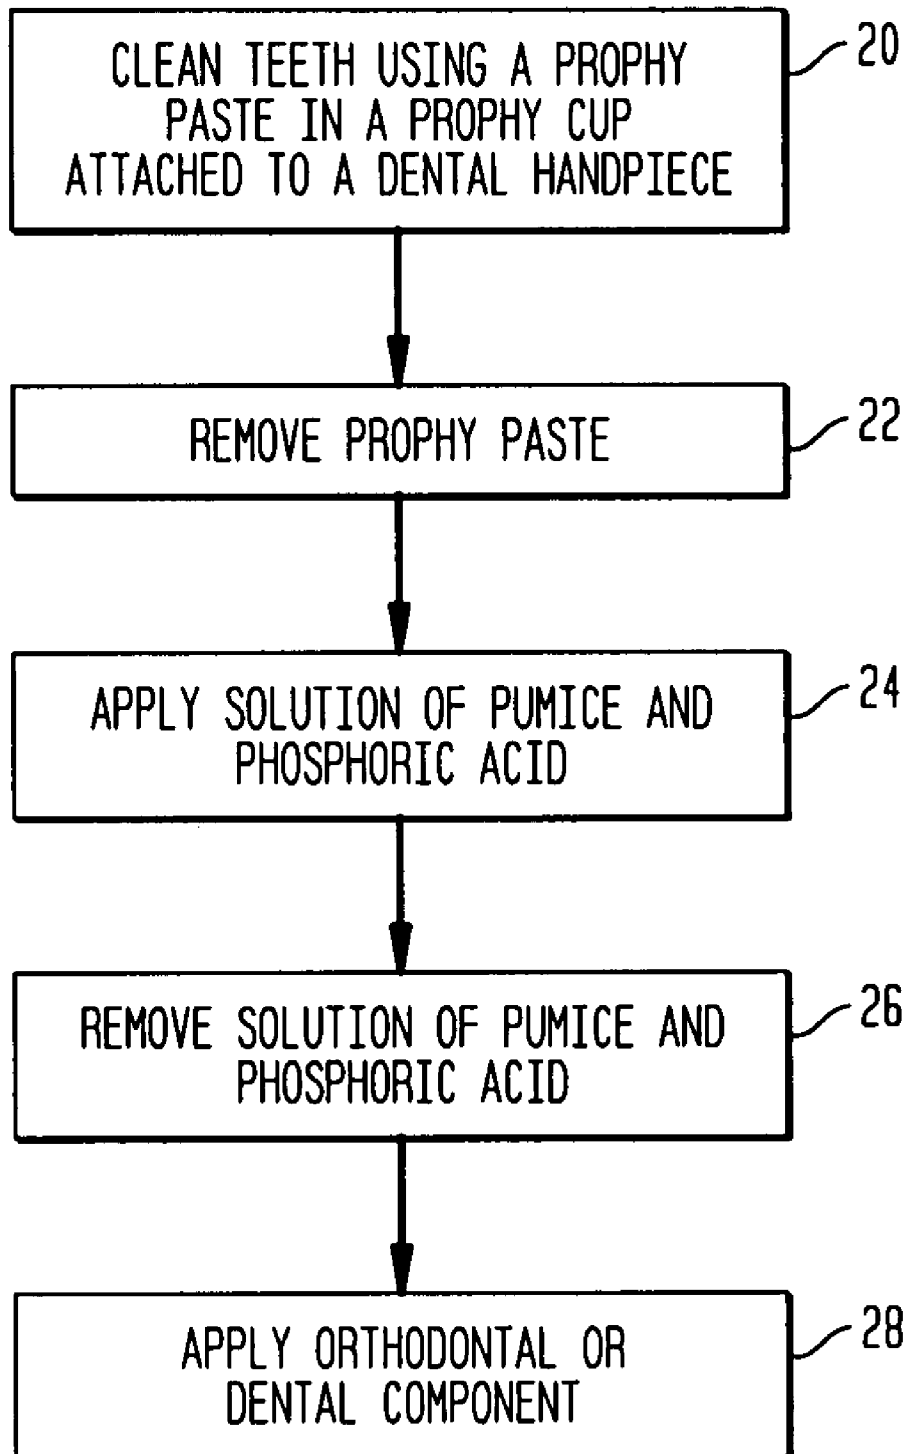 CLEAN TEETH USING A PROPHY
PASTE IN A PROPHY CUP
ATTACHED TO A DENTAL HANDPIECE
20
REMOVE PROPHY PASTE
22
APPLY SOLUTION OF PUMICE AND
PHOSPHORIC ACID
24
REMOVE SOLUTION OF PUMICE AND
PHOSPHORIC ACID
26
APPLY ORTHODONTAL OR
DENTAL COMPONENT
28